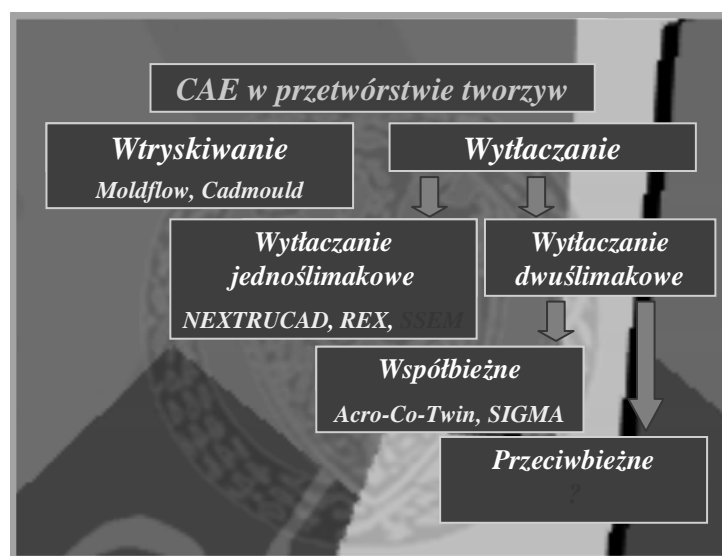 CAE w przetwórstwie tworzyw
Wtryskiwanie
Moldflow, Cadmould
Wytłaczanie
Wytłaczanie
jednoślimakowe
NEXTRUCAD, REX, SSEM
Wytłaczanie
dwuślimakowe
Współbieżne
Acro-Co-Twin, SIGMA
Przeciwbieżne
?